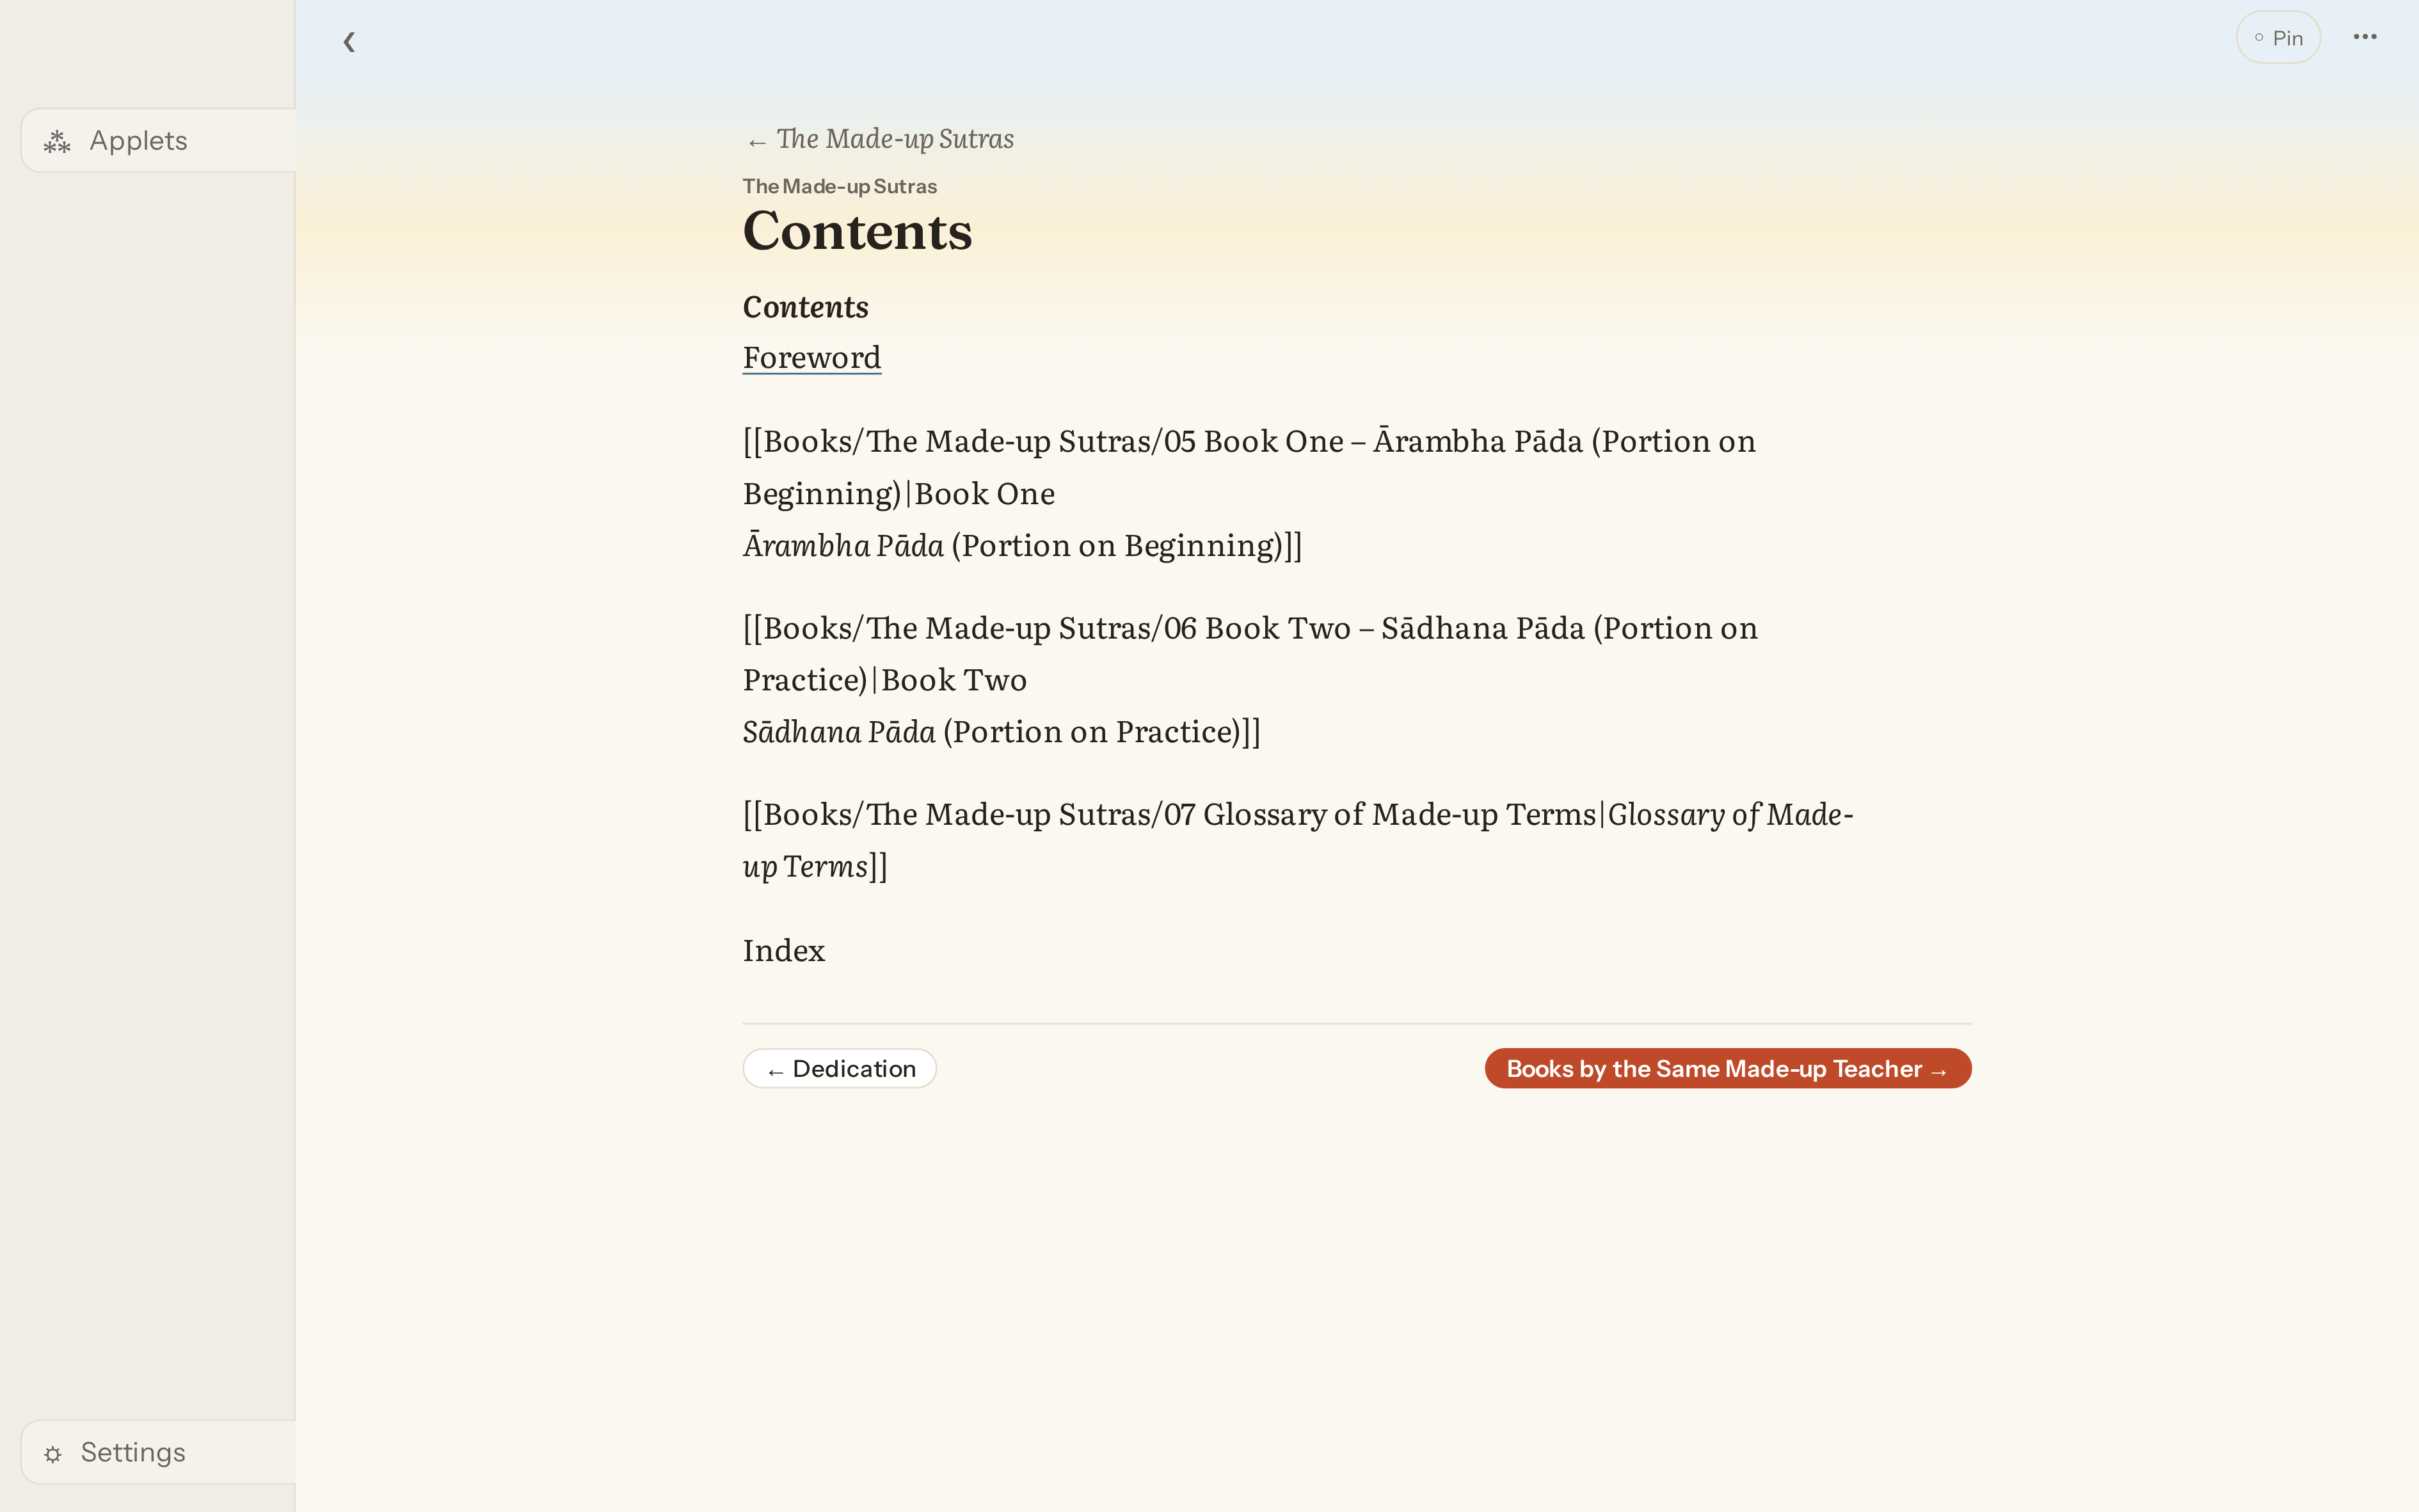 ❮
○ Pin
•••
⁂ Applets
← The Made-up Sutras
The Made-up Sutras
Contents
Contents
Foreword
[[Books/The Made-up Sutras/05 Book One – Ārambha Pāda (Portion on
Beginning)|Book One
Ārambha Pāda (Portion on Beginning)]]
[[Books/The Made-up Sutras/06 Book Two – Sādhana Pāda (Portion on
Practice)|Book Two
Sādhana Pāda (Portion on Practice)]]
[[Books/The Made-up Sutras/07 Glossary of Made-up Terms|Glossary of Made-
up Terms]]
Index
← Dedication
Books by the Same Made-up Teacher →
Settings